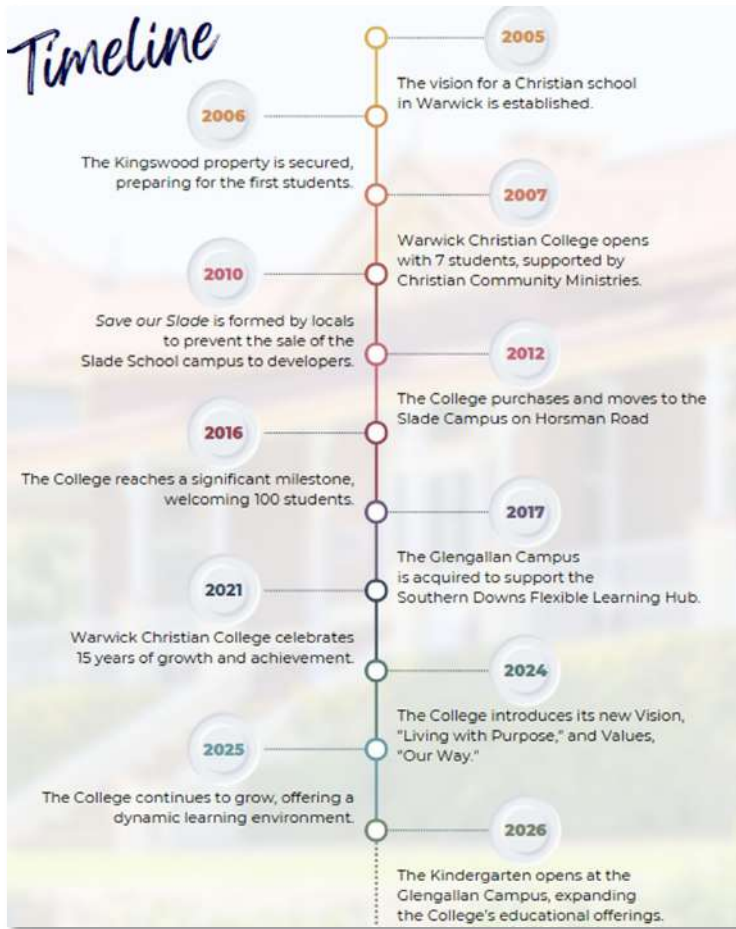 Timeline
2005
The vision for a Christian school
in Warwick is established.
2006
The Kingswood property is secured,
preparing for the first students.
2007
Warwick Christian College opens
with 7 students, supported by
Christian Community Ministries.
2010
Save our Slade is formed by locals
to prevent the sale of the
Slade School campus to developers.
2012
The College purchases and moves to the
Slade Campus on Horsman Road
2016
The College reaches a significant milestone,
welcoming 100 students.
2017
The Glengallan Campus
is acquired to support the
Southern Downs Flexible Learning Hub.
2021
Warwick Christian College celebrates
15 years of growth and achievement.
2024
The College introduces its new Vision,
"Living with Purpose," and Values,
"Our Way."
2025
The College continues to grow, offering a
dynamic learning environment.
2026
The Kindergarten opens at the
Glengallan Campus, expanding
the College's educational offerings.